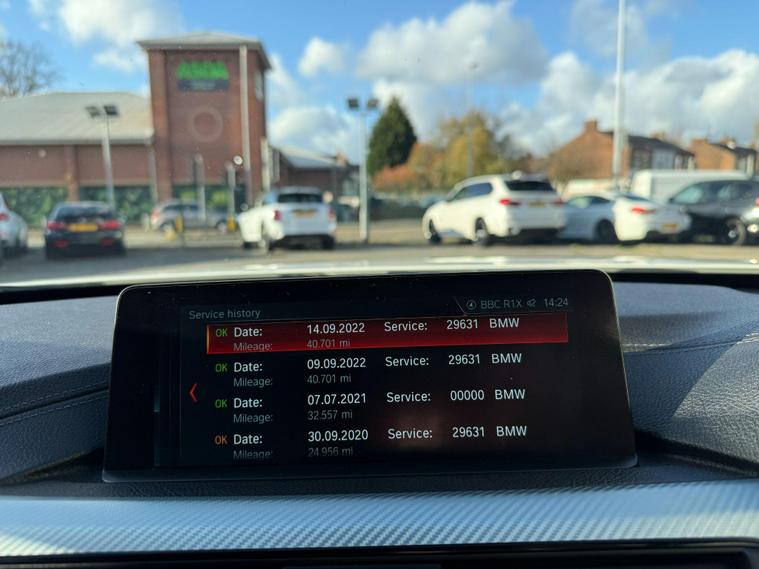 ASDA
Service history
BBC R1X 14:24
OK Date: 14.09.2022 Service: 29631 BMW
Mileage: 40.701 mi
OK Date: 09.09.2022 Service: 29631 BMW
Mileage: 40.701 mi
OK Date: 07.07.2021 Service: 00000 BMW
Mileage: 32.557 mi
OK Date: 30.09.2020 Service: 29631 BMW
Mileage: 24.956 mi